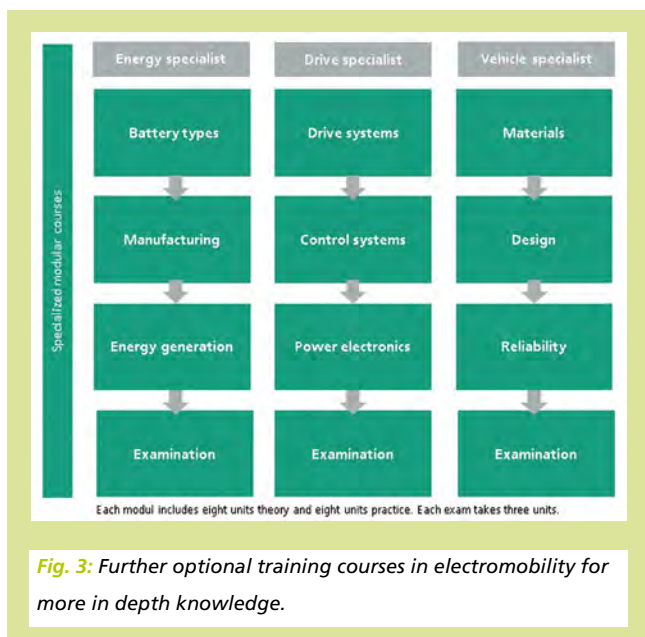 Specialized modular courses
Energy specialist
Drive specialist
Vehicle specialist
Battery types
Drive systems
Materials
Manufacturing
Control systems
Design
Energy generation
Power electronics
Reliability
Examination
Examination
Examination
Each modul includes eight units theory and eight units practice. Each exam takes three units.
Fig. 3: Further optional training courses in electromobility for
more in depth knowledge.